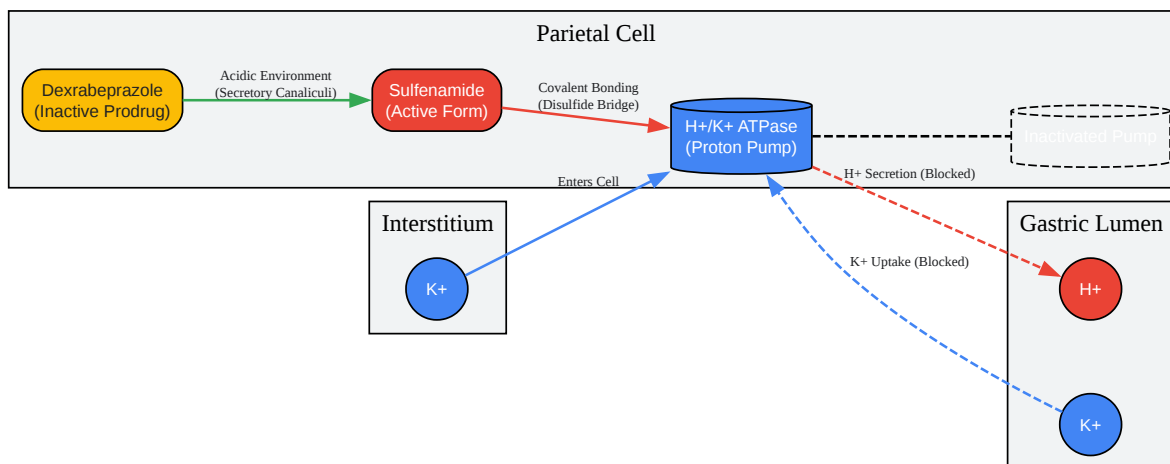 Parietal Cell
Dexrabeprazole
(Inactive Prodrug)
Acidic Environment
(Secretory Canaliculi)
Sulfenamide
(Active Form)
Covalent Bonding
(Disulfide Bridge)
H+/K+ ATPase
(Proton Pump)
Inactivated Pump
H+ Secretion (Blocked)
Enters Cell
Interstitium
K+
Gastric Lumen
K+ Uptake (Blocked)
H+
K+